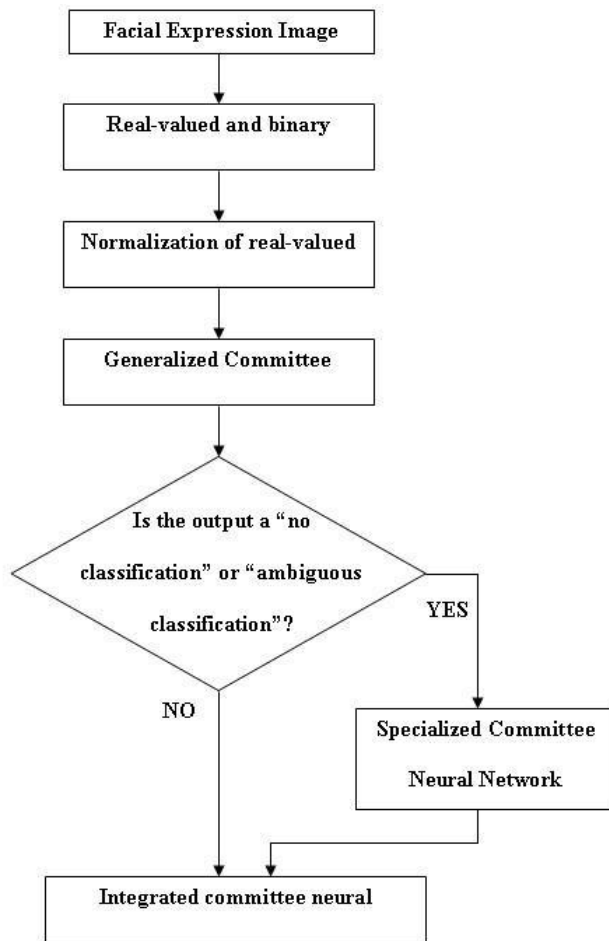 Facial Expression Image
Real-valued and binary
Normalization of real-valued
Generalized Committee
Is the output a “no
classification” or “ambiguous
classification”?
YES
NO
Specialized Committee
Neural Network
Integrated committee neural